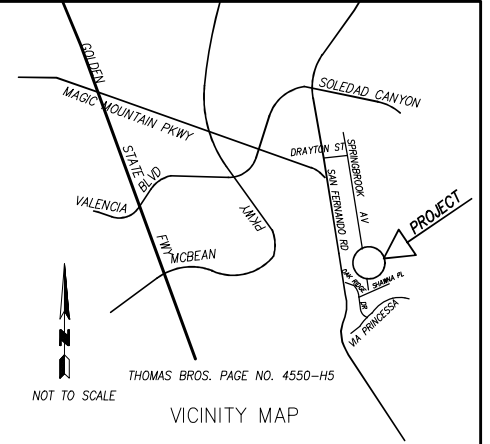 GOLDEN
STATE
FWY
MAGIC MOUNTAIN PKWY
SOLEDAD CANYON
DRAYTON ST
SPRINGBROOK AV
SAN FERNANDO RD
VALENCIA
BLVD
MCBEAN
PKWY
PROJECT
OAK RIDGE
DR
SHAWNA PL
VIA PRINCESSA
N
NOT TO SCALE
THOMAS BROS. PAGE NO. 4550-H5
VICINITY MAP